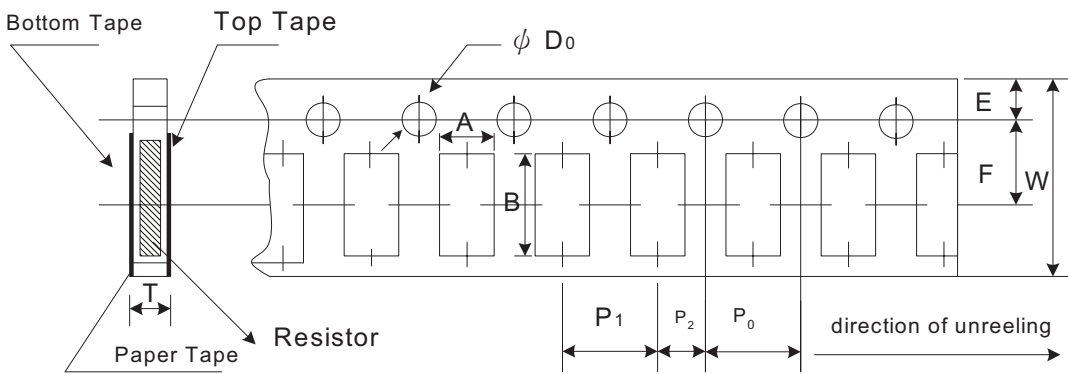 Bottom Tape
Top Tape
ϕ D0
E
A
F
W
B
T
P1
P2
P0
Resistor
direction of unreeling
Paper Tape